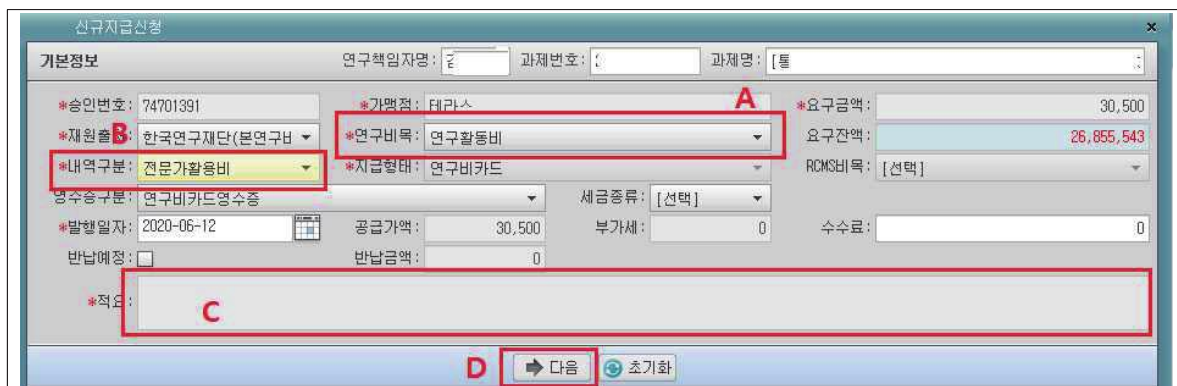 신규지급신청 ×
기본정보 연구책임자명: 과제번호: 과제명: [통
*승인번호: 74701391 *가맹점: 테라스 A *요구금액: 30,500
B 한국연구재단(본연구비 *연구비목: 연구활동비 요구잔액: 26,855,543
*내역구분: 전문가활용비 *지급형태: 연구비카드 RCMS비목: [선택]
영수증구분: 연구비카드영수증 세금종류: [선택]
*발행일자: 2020-06-12 공급가액: 30,500 부가세: 0 수수료: 0
반납예정: 반납금액: 0
*적요: C
D 다음 초기화